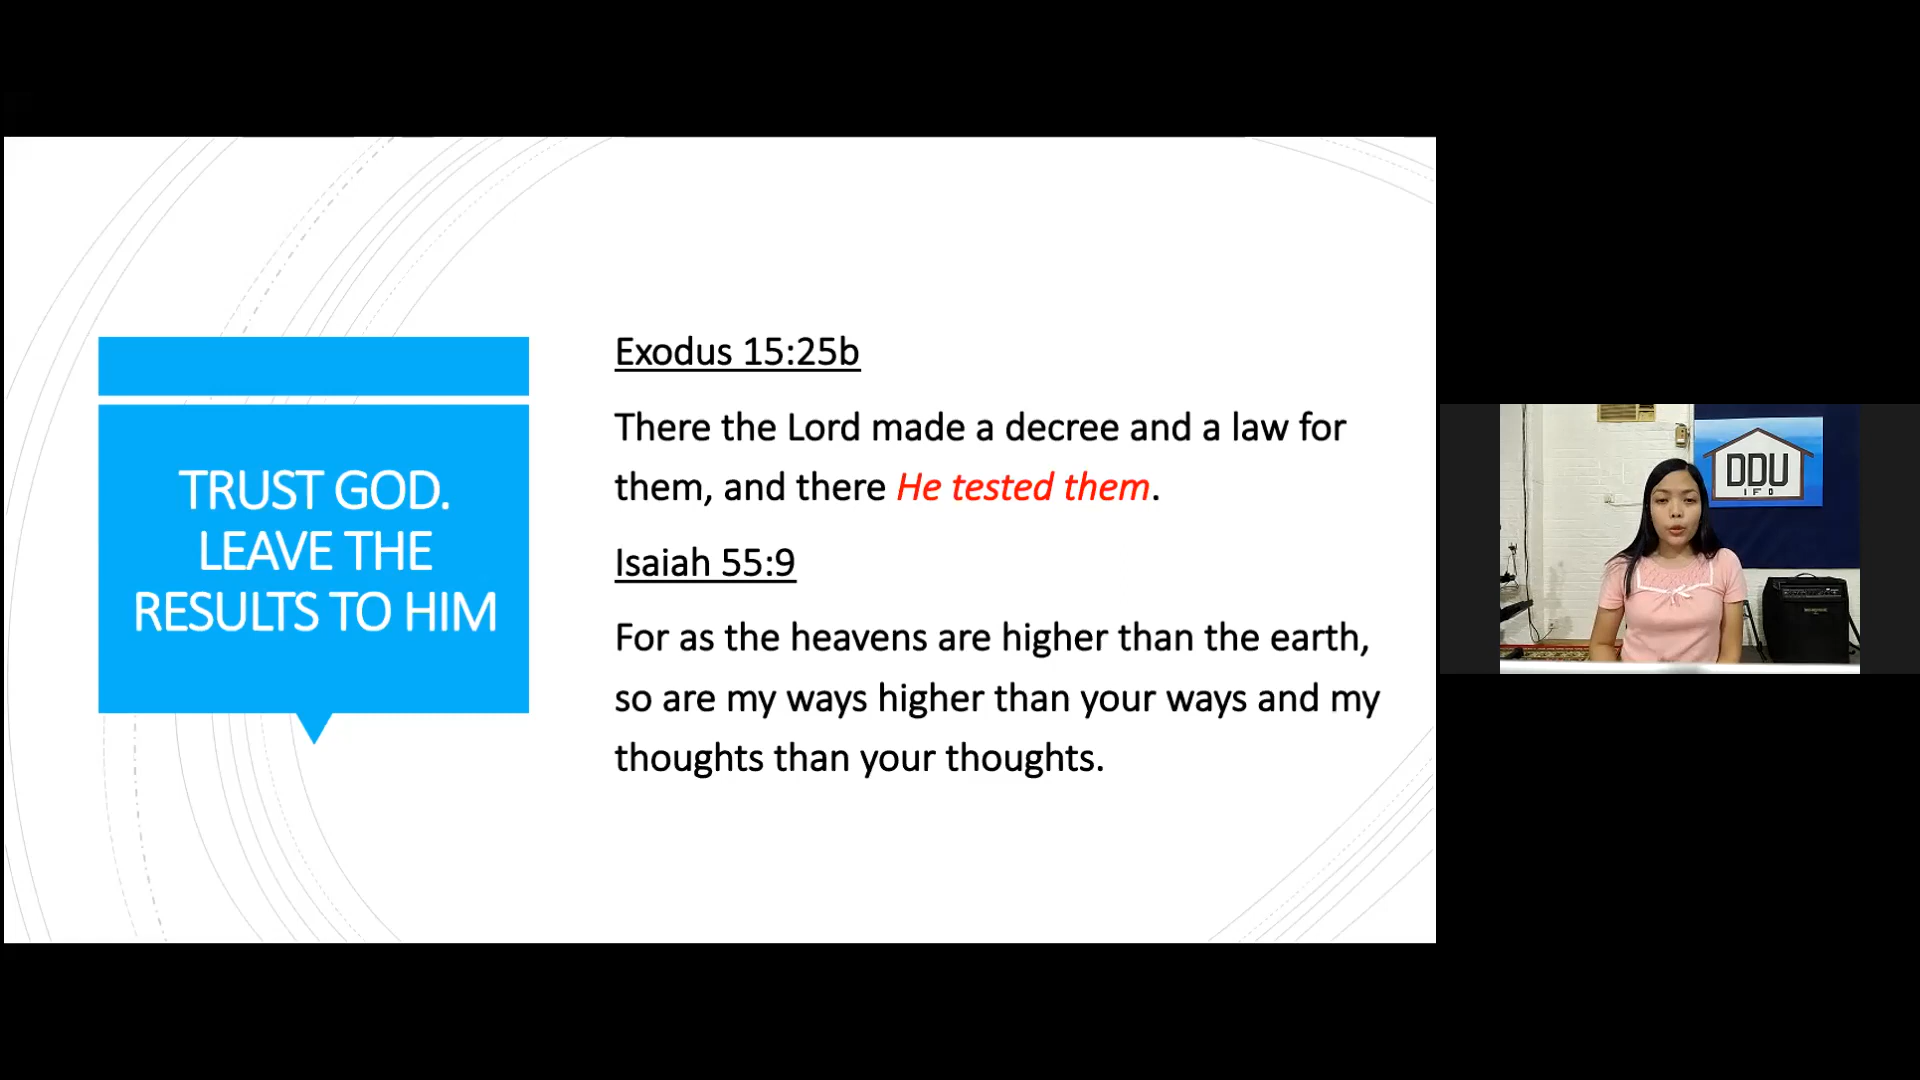 TRUST GOD.
LEAVE THE
RESULTS TO HIM
Exodus 15:25b
There the Lord made a decree and a law for
them, and there He tested them.
Isaiah 55:9
For as the heavens are higher than the earth,
so are my ways higher than your ways and my
thoughts than your thoughts.
DDU
IFO